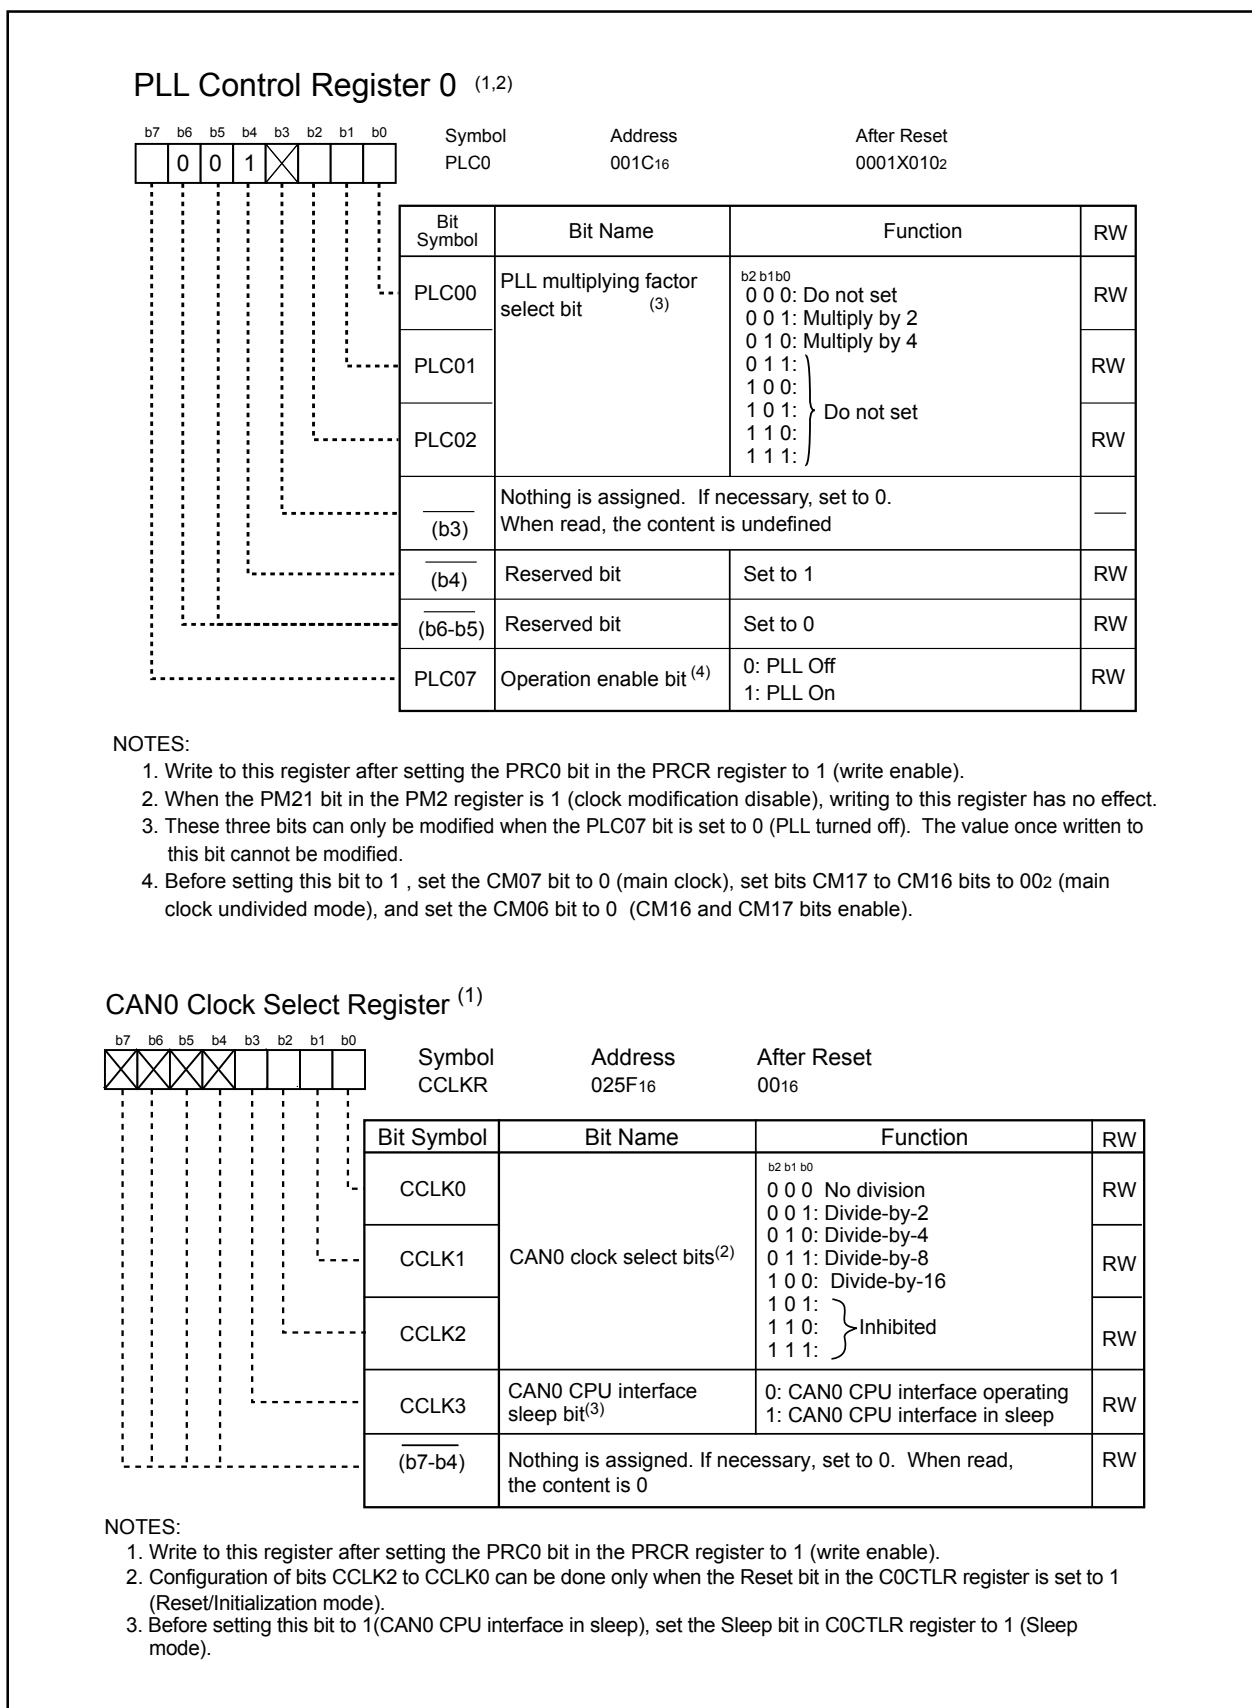 PLL Control Register 0 (1,2)
b7 b6 b5 b4 b3 b2 b1 b0
0 0 1
Symbol Address After Reset
PLC0 001C16 0001X0102
Bit Symbol Bit Name Function RW
PLC00 PLL multiplying factor select bit (3) RW
b2 b1 b0
0 0 0: Do not set
0 0 1: Multiply by 2
0 1 0: Multiply by 4
PLC01 RW
0 1 1:
1 0 0:
1 0 1: Do not set
PLC02 RW
1 1 0:
1 1 1:
(b3) Nothing is assigned. If necessary, set to 0.
When read, the content is undefined
(b4) Reserved bit Set to 1 RW
(b6-b5) Reserved bit Set to 0 RW
PLC07 Operation enable bit (4) 0: PLL Off RW
1: PLL On
NOTES:
1. Write to this register after setting the PRC0 bit in the PRCR register to 1 (write enable).
2. When the PM21 bit in the PM2 register is 1 (clock modification disable), writing to this register has no effect.
3. These three bits can only be modified when the PLC07 bit is set to 0 (PLL turned off). The value once written to
this bit cannot be modified.
4. Before setting this bit to 1 , set the CM07 bit to 0 (main clock), set bits CM17 to CM16 bits to 002 (main
clock undivided mode), and set the CM06 bit to 0 (CM16 and CM17 bits enable).
CAN0 Clock Select Register (1)
b7 b6 b5 b4 b3 b2 b1 b0
Symbol Address After Reset
CCLKR 025F16 0016
Bit Symbol Bit Name Function RW
b2 b1 b0
CCLK0 0 0 0 No division RW
0 0 1: Divide-by-2
0 1 0: Divide-by-4
CCLK1 CAN0 clock select bits(2) 0 1 1: Divide-by-8 RW
1 0 0: Divide-by-16
1 0 1:
CCLK2 1 1 0: Inhibited RW
1 1 1:
CCLK3 CAN0 CPU interface sleep bit(3) 0: CAN0 CPU interface operating RW
1: CAN0 CPU interface in sleep
(b7-b4) Nothing is assigned. If necessary, set to 0. When read, RW
the content is 0
NOTES:
1. Write to this register after setting the PRC0 bit in the PRCR register to 1 (write enable).
2. Configuration of bits CCLK2 to CCLK0 can be done only when the Reset bit in the C0CTLR register is set to 1
(Reset/Initialization mode).
3. Before setting this bit to 1(CAN0 CPU interface in sleep), set the Sleep bit in C0CTLR register to 1 (Sleep
mode).